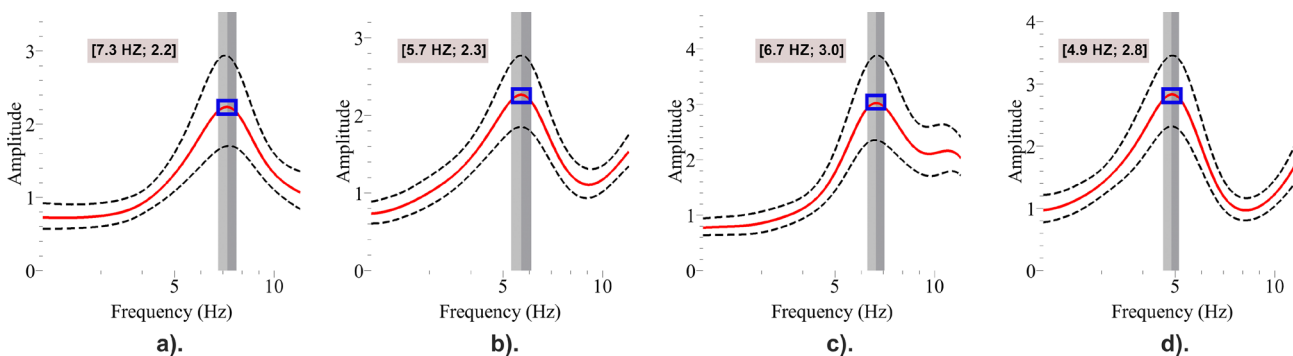 [7.3 HZ; 2.2]
Amplitude
3
2
1
0
5
10
Frequency (Hz)
a).
[5.7 HZ; 2.3]
Amplitude
3
2
1
0
5
10
Frequency (Hz)
b).
[6.7 HZ; 3.0]
Amplitude
4
3
2
1
0
5
10
Frequency (Hz)
c).
[4.9 HZ; 2.8]
Amplitude
4
3
2
1
0
5
10
Frequency (Hz)
d).